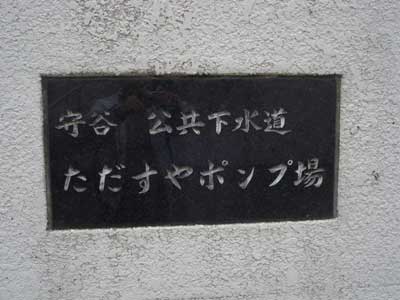 守谷 公共下水道
ただすやポンプ場